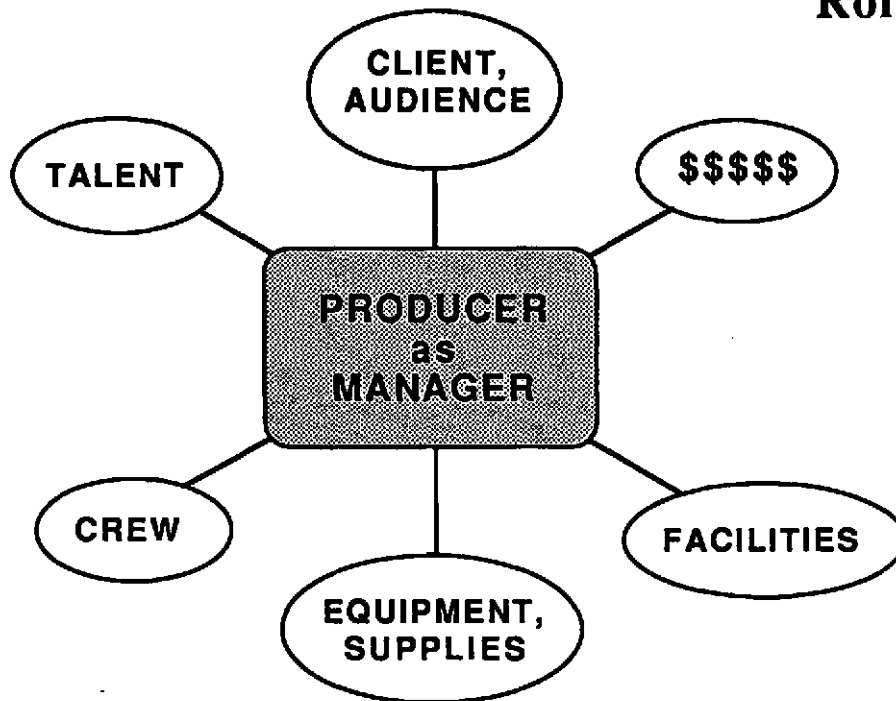 CLIENT,
AUDIENCE
TALENT
$$$$$
PRODUCER
as
MANAGER
CREW
FACILITIES
EQUIPMENT,
SUPPLIES